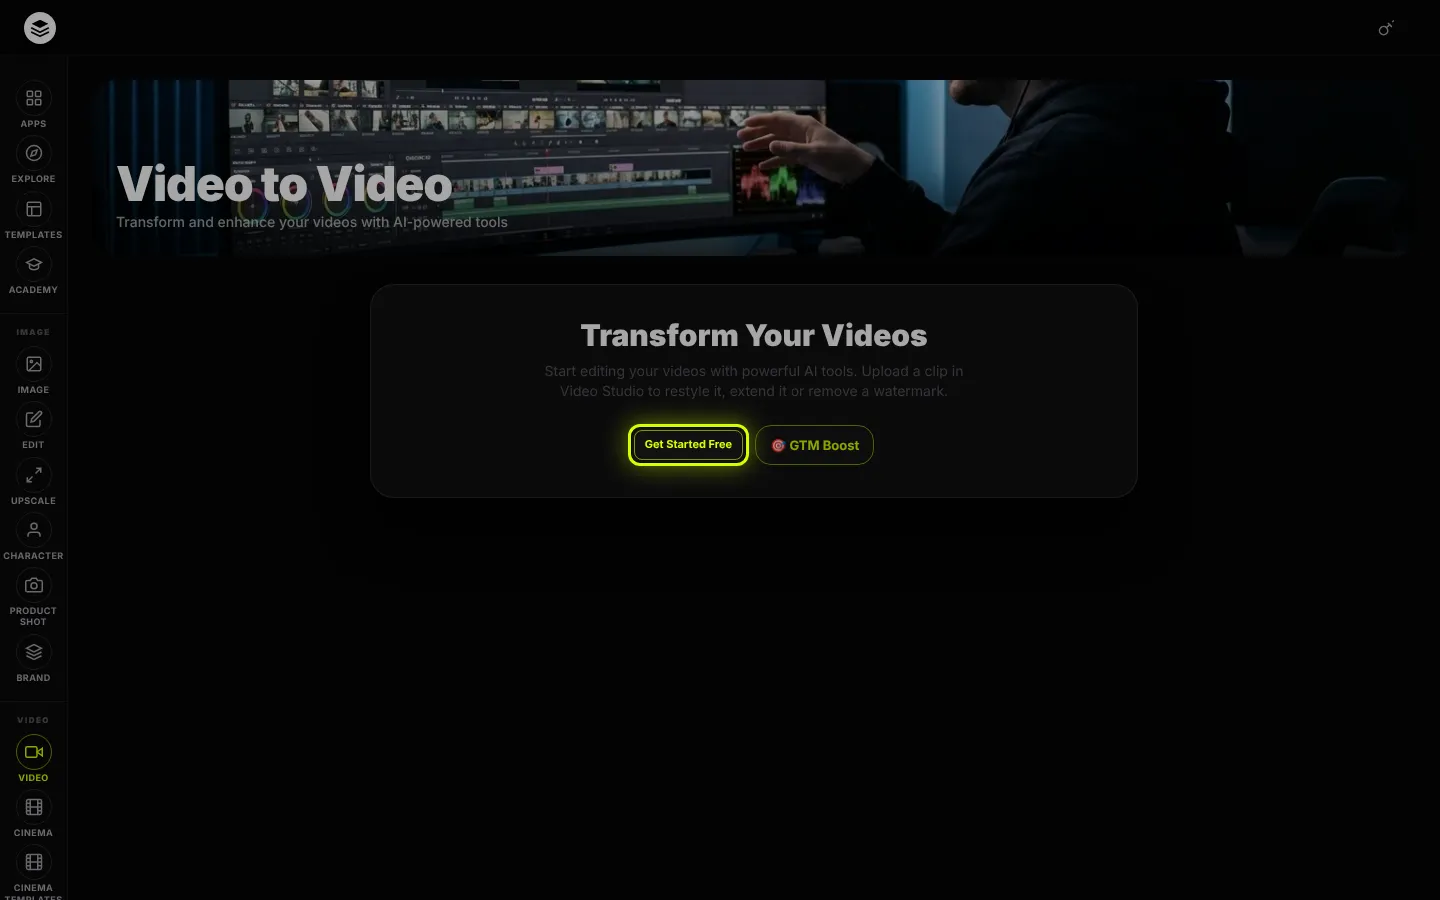 APPS
EXPLORE
TEMPLATES
ACADEMY
IMAGE
IMAGE
EDIT
UPSCALE
CHARACTER
PRODUCT
SHOT
BRAND
VIDEO
VIDEO
CINEMA
CINEMA
TEMPLATES
Video to Video
Transform and enhance your videos with AI-powered tools
Transform Your Videos
Start editing your videos with powerful AI tools. Upload a clip in
Video Studio to restyle it, extend it or remove a watermark.
Get Started Free
GTM Boost